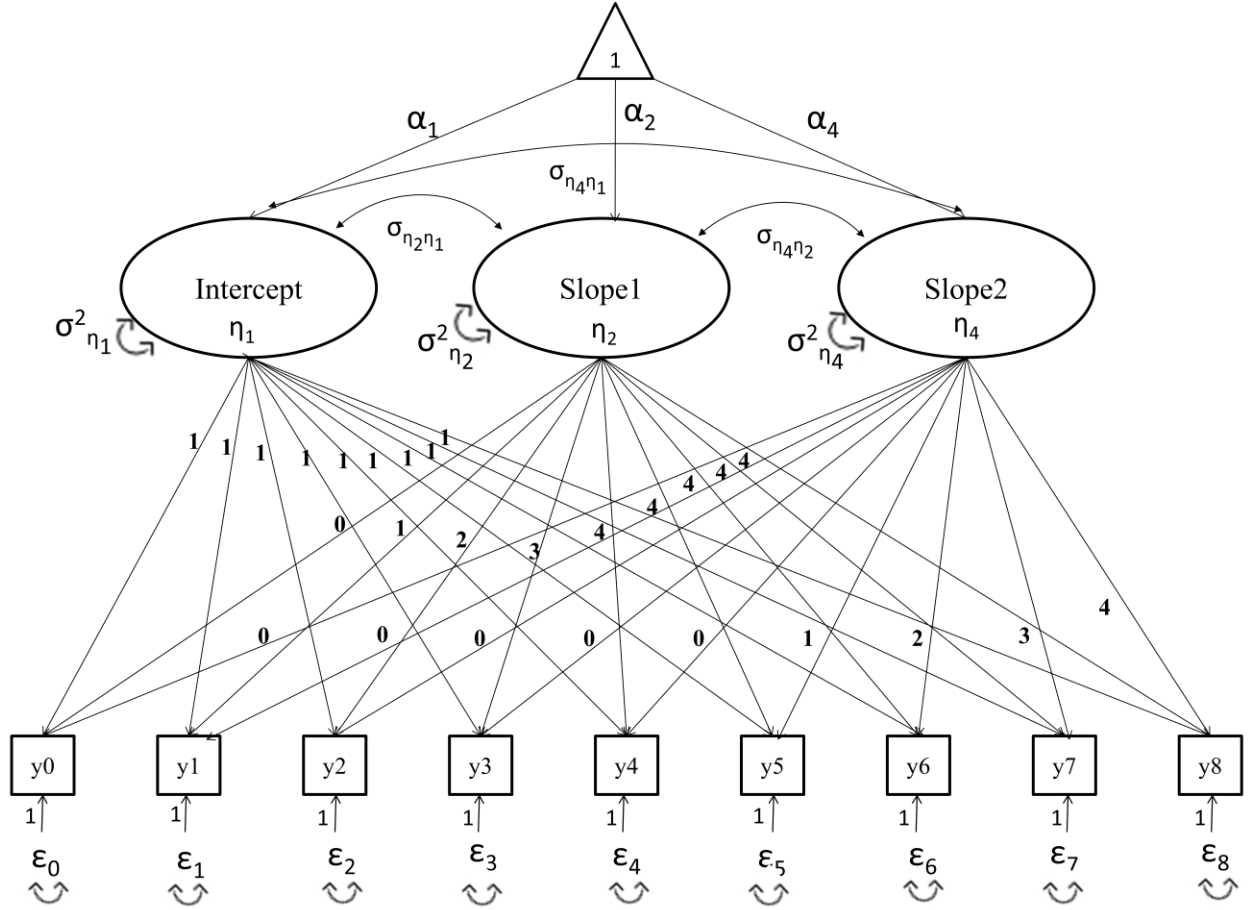 1
α1 α2 α4
ση4η1
ση2η1 ση4η2
Intercept Slope1 Slope2
η1 η2 η4
σ2η1 σ2η2 σ2η4
1 1 1 1 1 1 1 1 1
0 1 2 3 4 4 4 4 4
0 0 0 0 0 1 2 3 4
y0 y1 y2 y3 y4 y5 y6 y7 y8
1 1 1 1 1 1 1 1 1
ε0 ε1 ε2 ε3 ε4 ε5 ε6 ε7 ε8